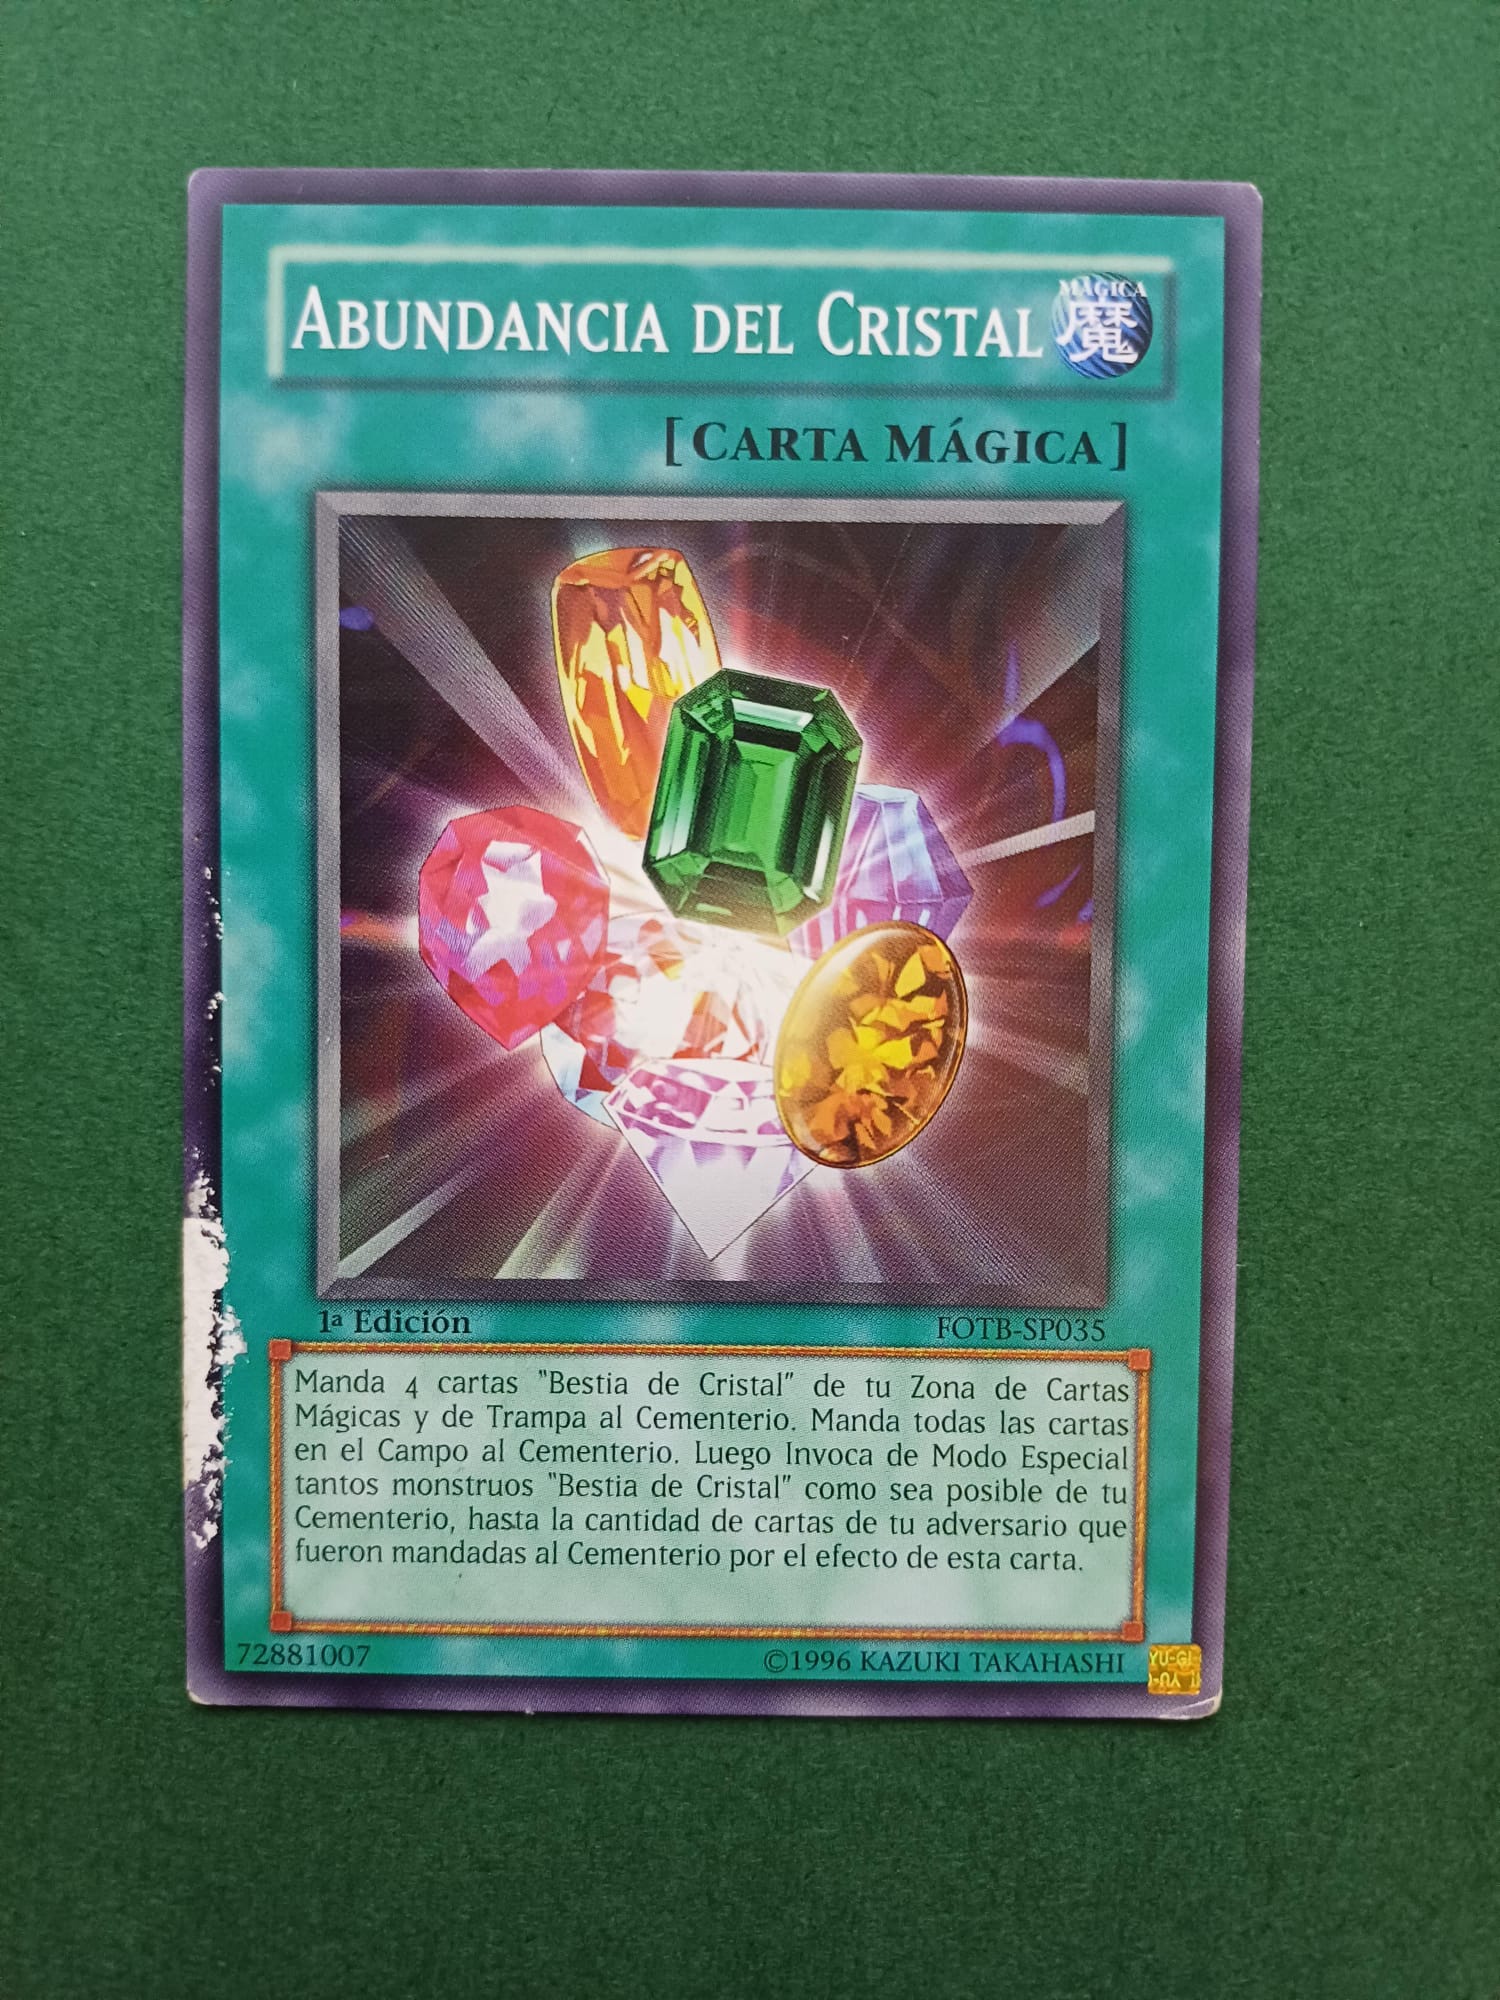 ABUNDANCIA DEL CRISTAL
MÁGICA
魔
[CARTA MÁGICA]
1ª Edición
FOTB-SP035
Manda 4 cartas "Bestia de Cristal" de tu Zona de Cartas
Mágicas y de Trampa al Cementerio. Manda todas las cartas
en el Campo al Cementerio. Luego Invoca de Modo Especial
tantos monstruos "Bestia de Cristal" como sea posible de tu
Cementerio, hasta la cantidad de cartas de tu adversario que
fueron mandadas al Cementerio por el efecto de esta carta.
72881007
©1996 KAZUKI TAKAHASHI
YU-GI